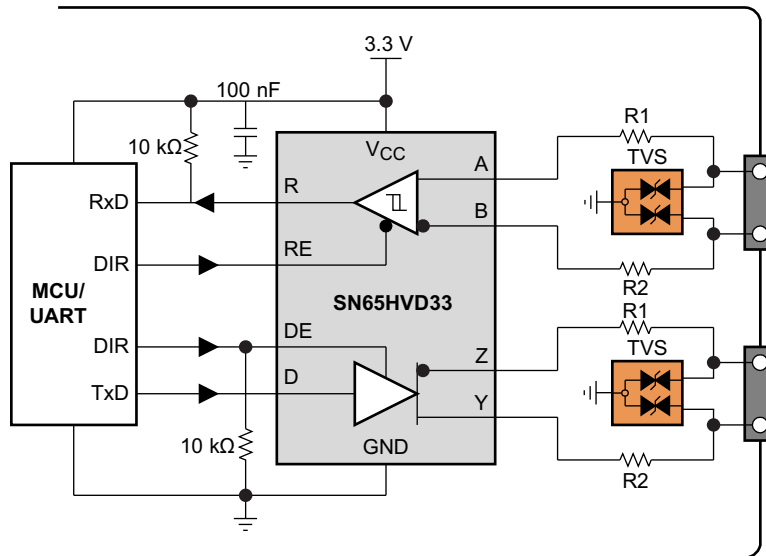 3.3 V
100 nF
10 kΩ
VCC
R1
TVS
A
R
RxD
B
RE
DIR
R2
MCU/
UART
SN65HVD33
R1
TVS
DE
DIR
Z
D
TxD
Y
10 kΩ
GND
R2